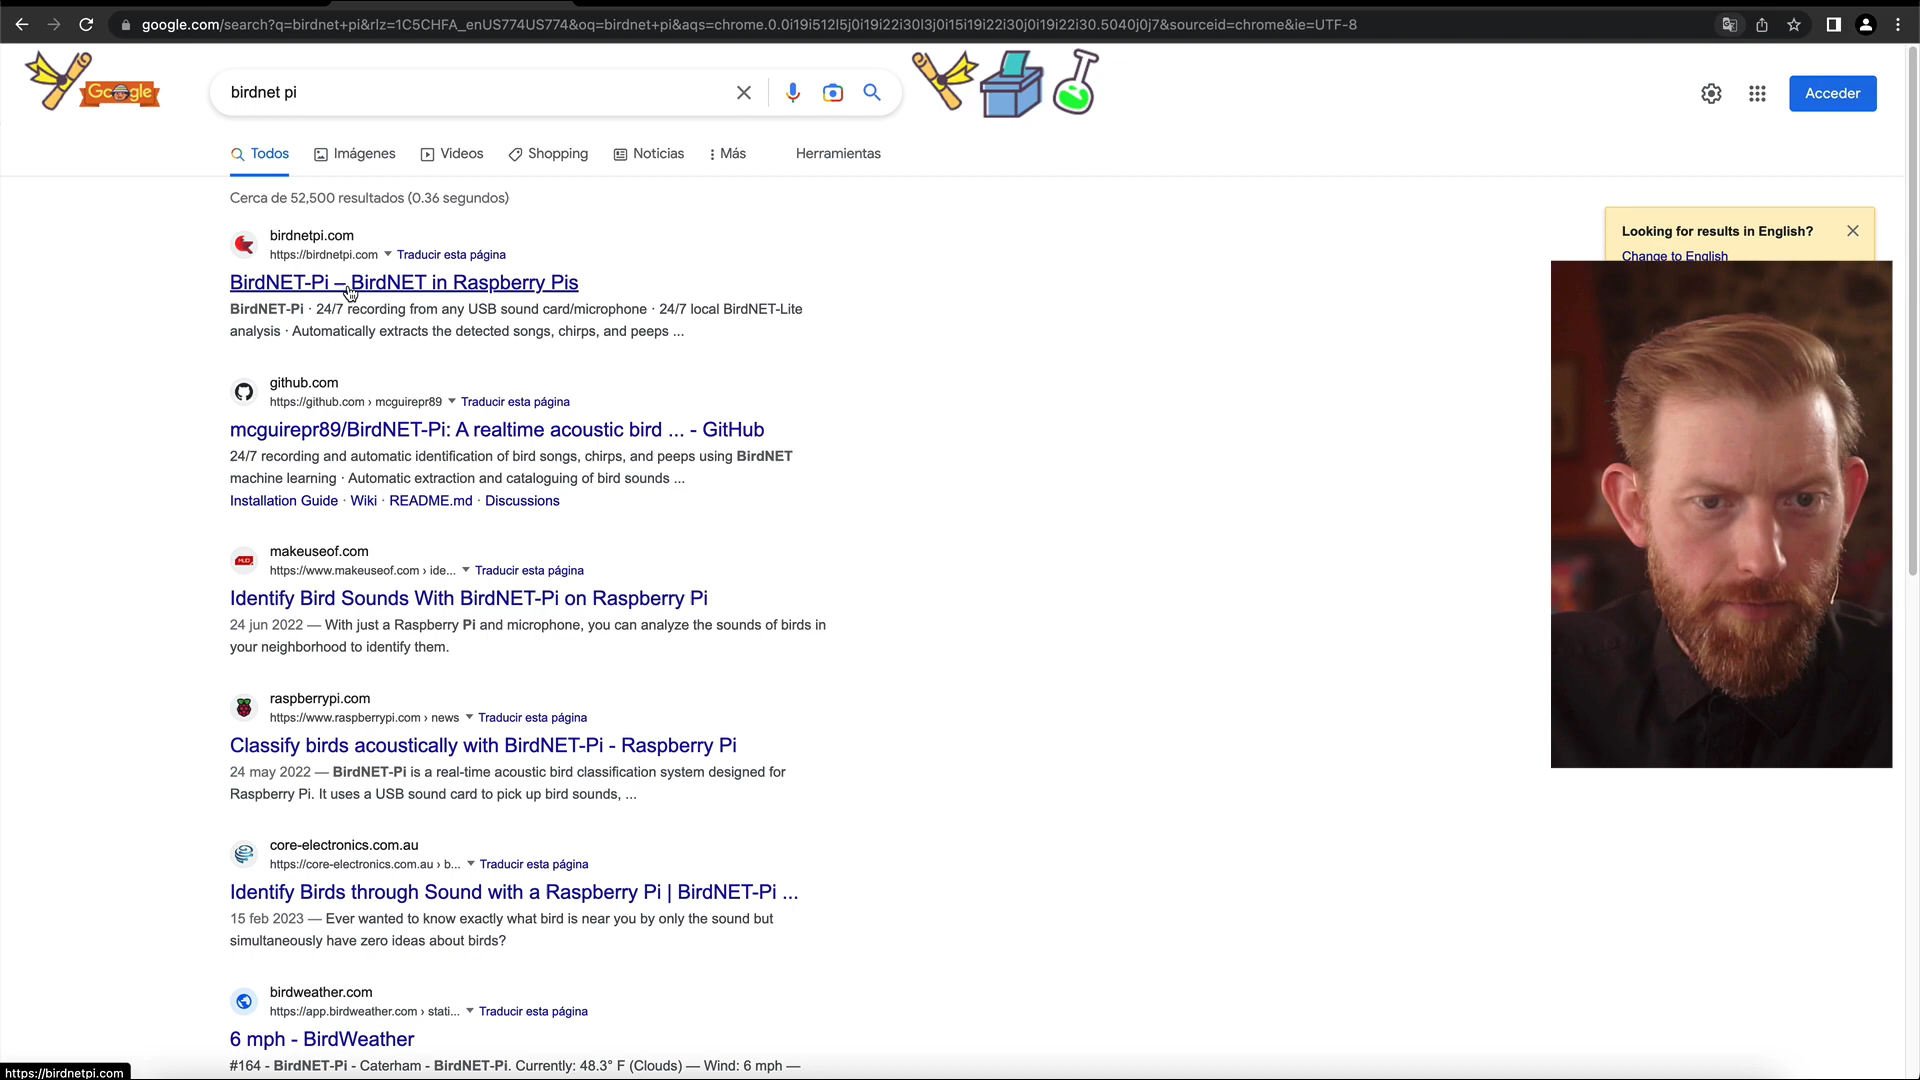 google.com/search?q=birdnet+pi&rlz=1C5CHFA_enUS774US774&oq=birdnet+pi&aqs=chrome.0.0i19i512l5j0i19i22i30l3j0i15i19i22i30j0i19i22i30.5040j0j7&sourceid=chrome&ie=UTF-8
Google
birdnet pi
Acceder
Todos Imágenes Videos Shopping Noticias Más Herramientas
Cerca de 52,500 resultados (0.36 segundos)
Looking for results in English?
Change to English
birdnetpi.com
https://birdnetpi.com Traducir esta página
BirdNET-Pi – BirdNET in Raspberry Pis
BirdNET-Pi · 24/7 recording from any USB sound card/microphone · 24/7 local BirdNET-Lite
analysis · Automatically extracts the detected songs, chirps, and peeps ...
github.com
https://github.com › mcguirepr89 Traducir esta página
mcguirepr89/BirdNET-Pi: A realtime acoustic bird ... - GitHub
24/7 recording and automatic identification of bird songs, chirps, and peeps using BirdNET
machine learning · Automatic extraction and cataloguing of bird sounds ...
Installation Guide · Wiki · README.md · Discussions
makeuseof.com
MUO
https://www.makeuseof.com › ide... Traducir esta página
Identify Bird Sounds With BirdNET-Pi on Raspberry Pi
24 jun 2022 — With just a Raspberry Pi and microphone, you can analyze the sounds of birds in
your neighborhood to identify them.
raspberrypi.com
https://www.raspberrypi.com › news Traducir esta página
Classify birds acoustically with BirdNET-Pi - Raspberry Pi
24 may 2022 — BirdNET-Pi is a real-time acoustic bird classification system designed for
Raspberry Pi. It uses a USB sound card to pick up bird sounds, ...
core-electronics.com.au
https://core-electronics.com.au › b... Traducir esta página
Identify Birds through Sound with a Raspberry Pi | BirdNET-Pi ...
15 feb 2023 — Ever wanted to know exactly what bird is near you by only the sound but
simultaneously have zero ideas about birds?
birdweather.com
https://app.birdweather.com › stati... Traducir esta página
6 mph - BirdWeather
#164 - BirdNET-Pi - Caterham - BirdNET-Pi. Currently: 48.3° F (Clouds) — Wind: 6 mph —
https://birdnetpi.com